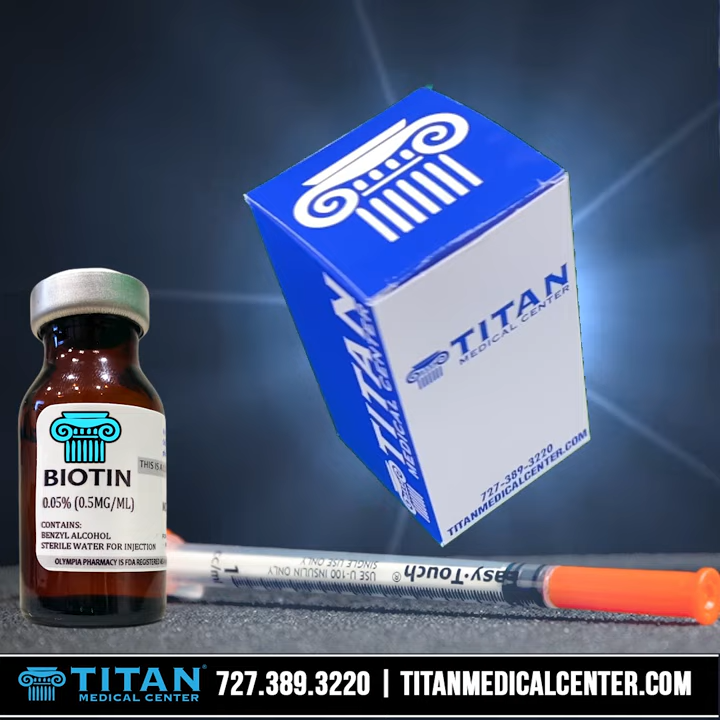 TITAN
MEDICAL CENTER
TITAN
MEDICAL CENTER
727-389-3220
TITANMEDICALCENTER.COM
BIOTIN
0.05% (0.5MG/ML)
THIS IS A
CONTAINS:
BENZYL ALCOHOL
STERILE WATER FOR INJECTION
OLYMPIA PHARMACY IS FDA REGISTERED
Easy•Touch®
SINGLE USE ONLY
USE U-100 INSULIN ONLY
1
TITAN®
MEDICAL CENTER
727.389.3220 | TITANMEDICALCENTER.COM